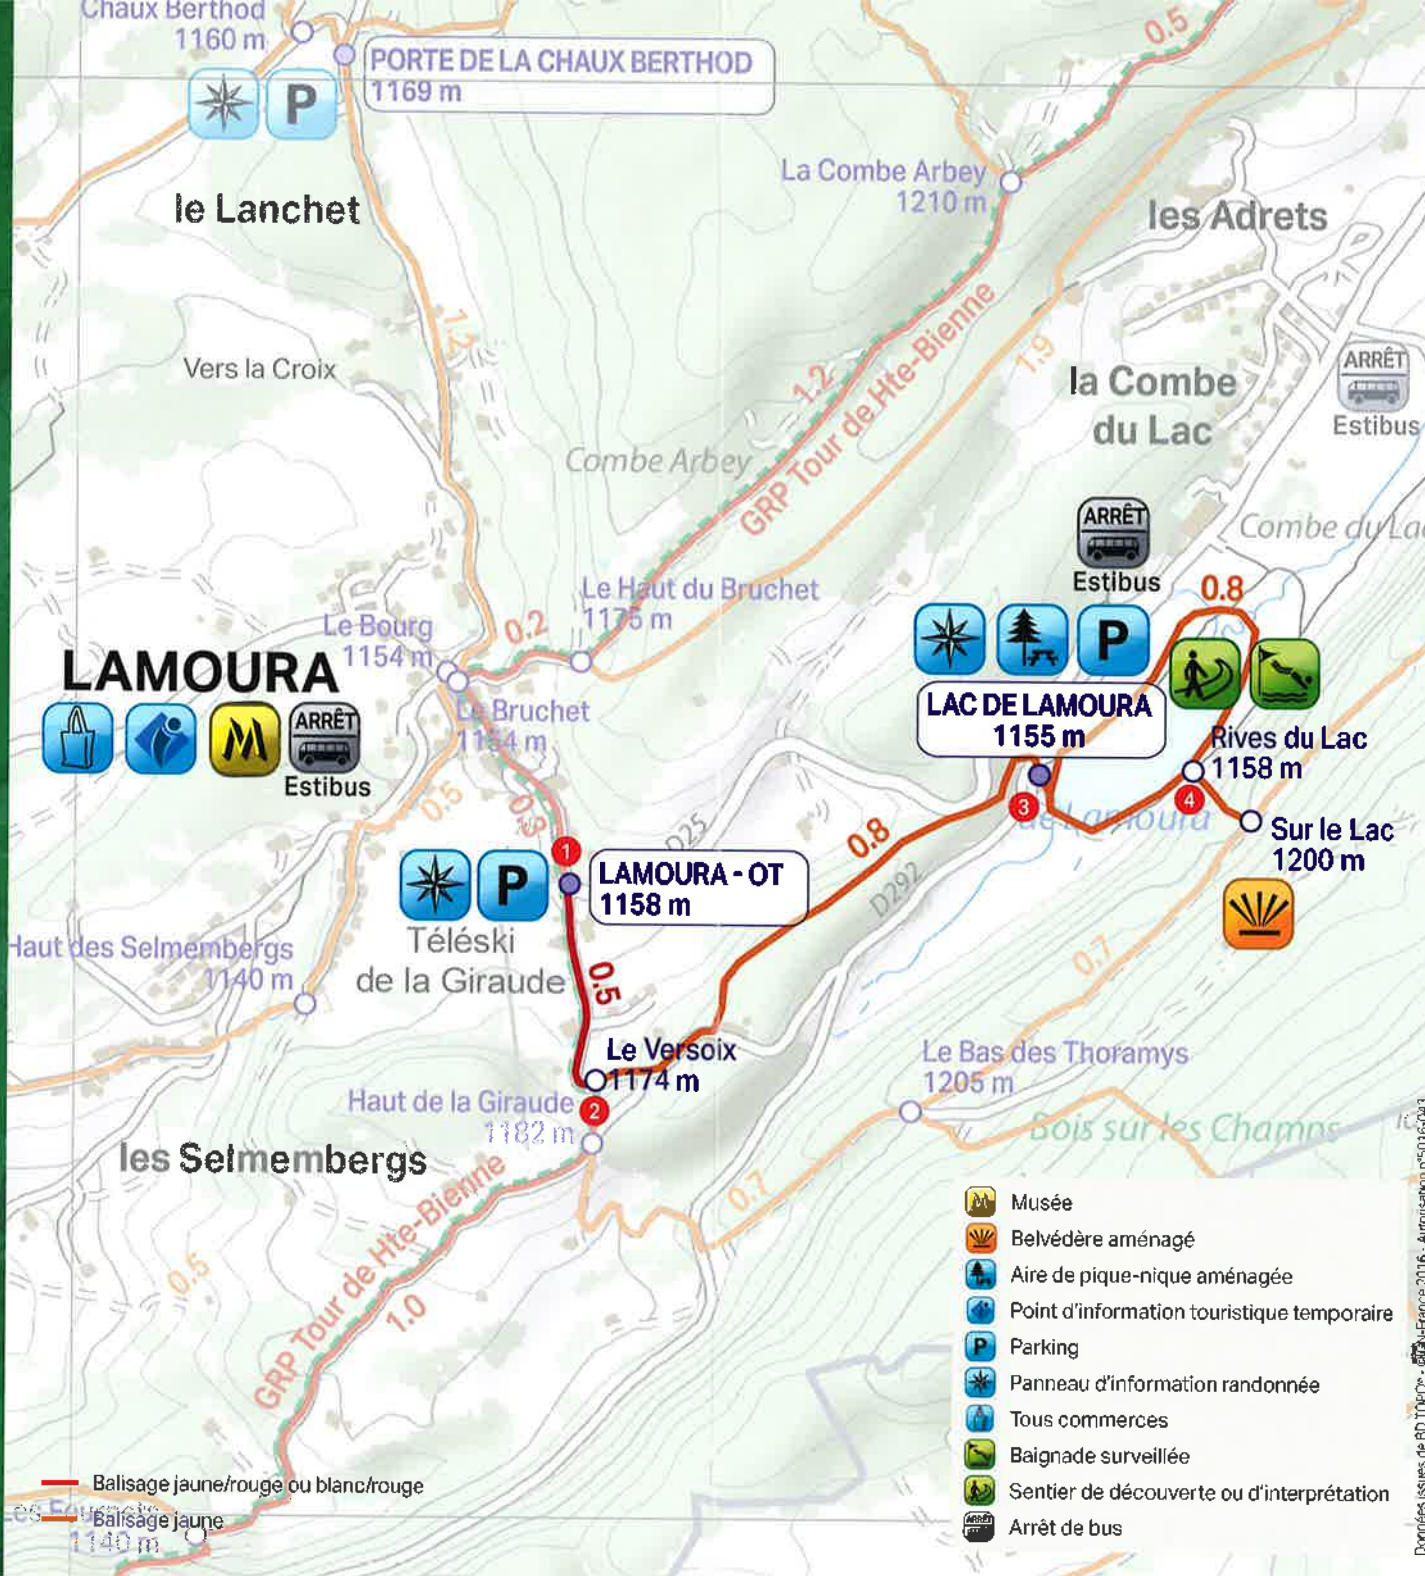 Chaux Berthod
1160 m
PORTE DE LA CHAUX BERTHOD
1169 m
P
0.5
La Combe Arbey
1210 m
les Adrets
le Lanchet
1.2
Vers la Croix
GRP Tour de Hte-Bienne
1.2
1.9
la Combe
du Lac
ARRÊT
Estibus
Combe Arbey
ARRÊT
Estibus
Combe du Lac
Le Haut du Bruchet
1175 m
0.8
Le Bourg
1154 m
0.2
LAMOURA
ARRÊT
Estibus
Le Bruchet
1154 m
P
LAC DE LAMOURA
1155 m
Rives du Lac
1158 m
0.5
0.3
D25
0.8
3
de Lamoura
4
Sur le Lac
1200 m
1
P
LAMOURA - OT
1158 m
D292
Téléski
de la Giraude
Haut des Selmembergs
1140 m
0.5
0.7
Le Versoix
1174 m
Le Bas des Thoramys
1205 m
Haut de la Giraude
1182 m
2
Bois sur les Champs
les Selmembergs
0.7
GRP Tour de Hte-Bienne
0.5
1.0
Musée
Belvédère aménagé
Aire de pique-nique aménagée
Point d'information touristique temporaire
P
Parking
Panneau d'information randonnée
Tous commerces
Baignade surveillée
Sentier de découverte ou d'interprétation
ARRÊT
Arrêt de bus
Balisage jaune/rouge ou blanc/rouge
Balisage jaune
1140 m